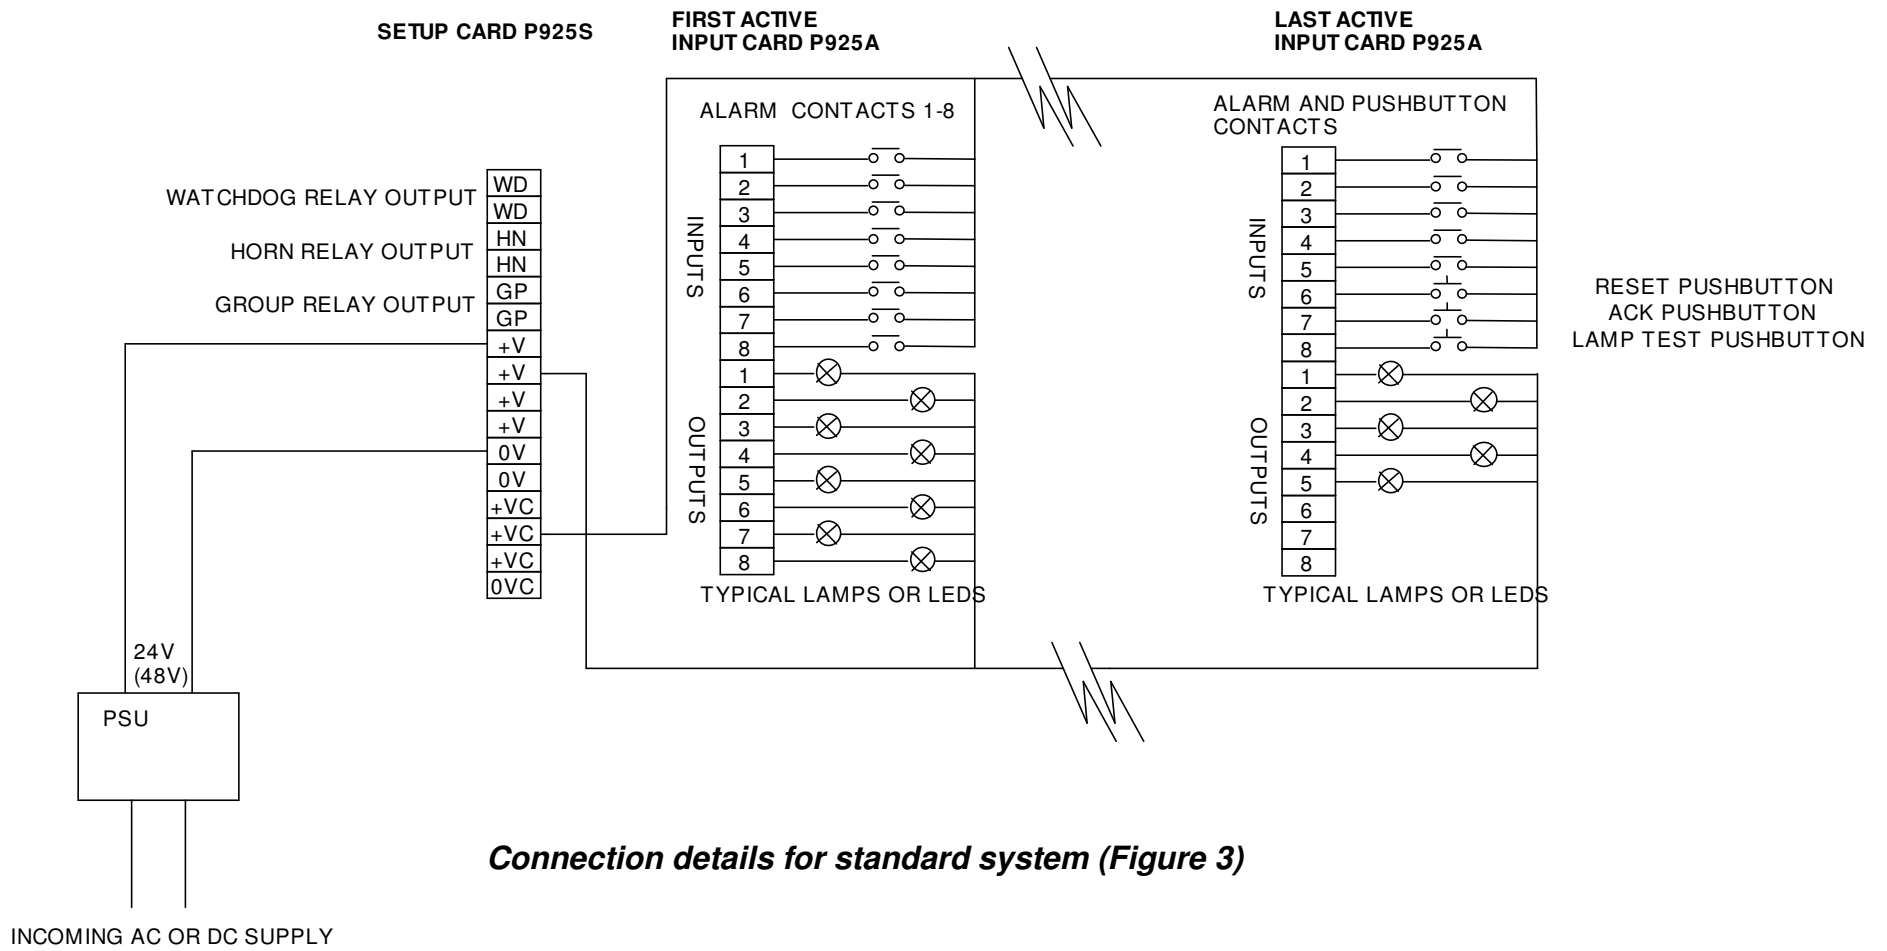 SETUP CARD P925S
FIRST ACTIVE
INPUT CARD P925A
LAST ACTIVE
INPUT CARD P925A
ALARM CONTACTS 1-8
ALARM AND PUSHBUTTON
CONTACTS
WATCHDOG RELAY OUTPUT
HORN RELAY OUTPUT
GROUP RELAY OUTPUT
WD
WD
HN
HN
GP
GP
+V
+V
+V
+V
0V
0V
+VC
+VC
+VC
0VC
INPUTS
1
2
3
4
5
6
7
8
OUTPUTS
1
2
3
4
5
6
7
8
TYPICAL LAMPS OR LEDS
INPUTS
1
2
3
4
5
6
7
8
OUTPUTS
1
2
3
4
5
6
7
8
TYPICAL LAMPS OR LEDS
RESET PUSHBUTTON
ACK PUSHBUTTON
LAMP TEST PUSHBUTTON
24V
(48V)
PSU
Connection details for standard system (Figure 3)
INCOMING AC OR DC SUPPLY